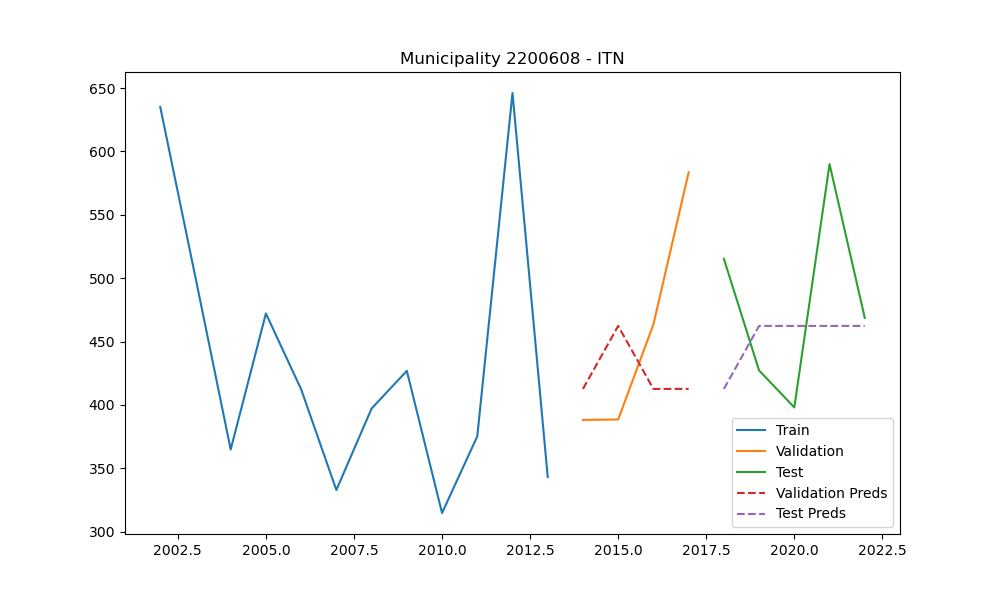 Municipality 2200608 - ITN
650
600
550
500
450
400
350
300
2002.5 2005.0 2007.5 2010.0 2012.5 2015.0 2017.5 2020.0 2022.5
Train
Validation
Test
Validation Preds
Test Preds